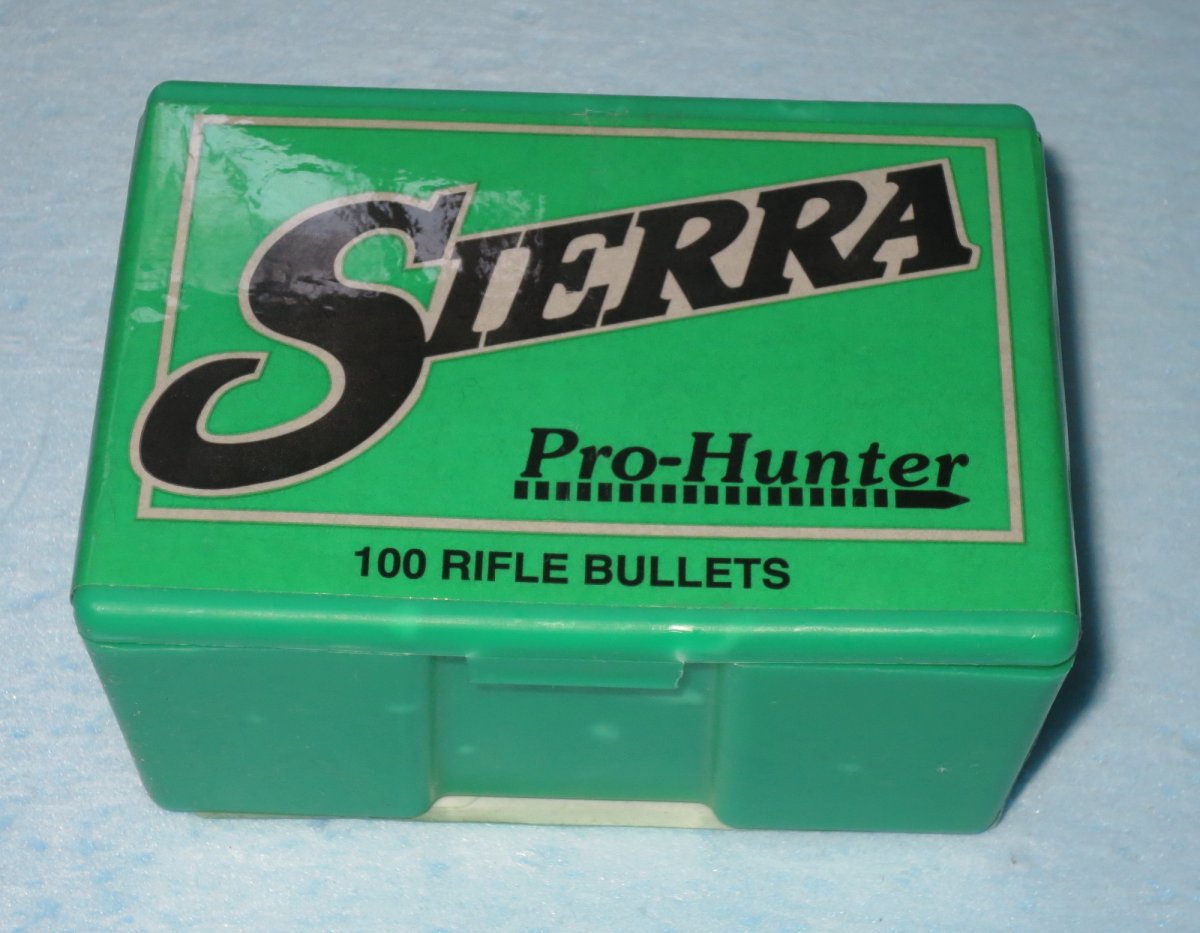 SIERRA
Pro-Hunter
100 RIFLE BULLETS